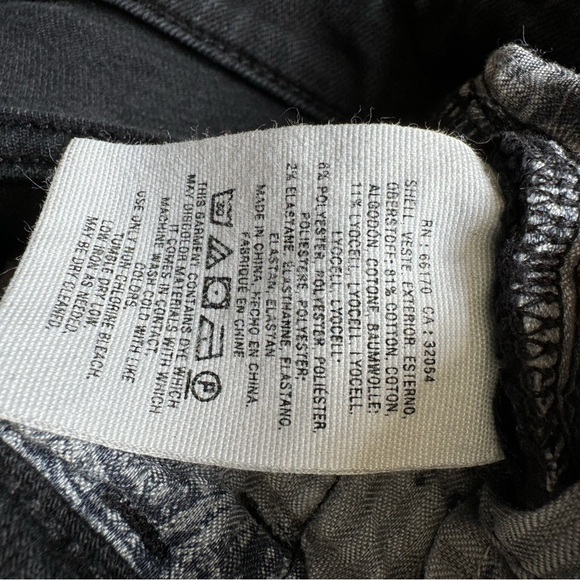 RN : 66170 CA : 32054
SHELL, VESTE, EXTERIOR, ESTERNO,
OBERSTOFF: 81% COTTON, COTON,
ALGODON, COTONE, BAUMWOLLE;
11% LYOCELL, LYOCELL, LYOCELL,
LYOCELL, LYOCELL;
6% POLYESTER, POLYESTER, POLIESTER,
POLIESTERE, POLYESTER;
2% ELASTANE, ELASTHANNE, ELASTANO,
ELASTAN, ELASTAN
MADE IN CHINA, HECHO EN CHINA,
FABRIQUE EN CHINE
30
P
THIS GARMENT CONTAINS DYE WHICH
MAY DISCOLOR MATERIALS WITH WHICH
IT COMES IN CONTACT.
MACHINE WASH COLD WITH LIKE
COLORS.
USE ONLY NON-CHLORINE BLEACH.
TUMBLE DRY LOW.
LOW IRON AS NEEDED.
MAY BE DRY CLEANED.